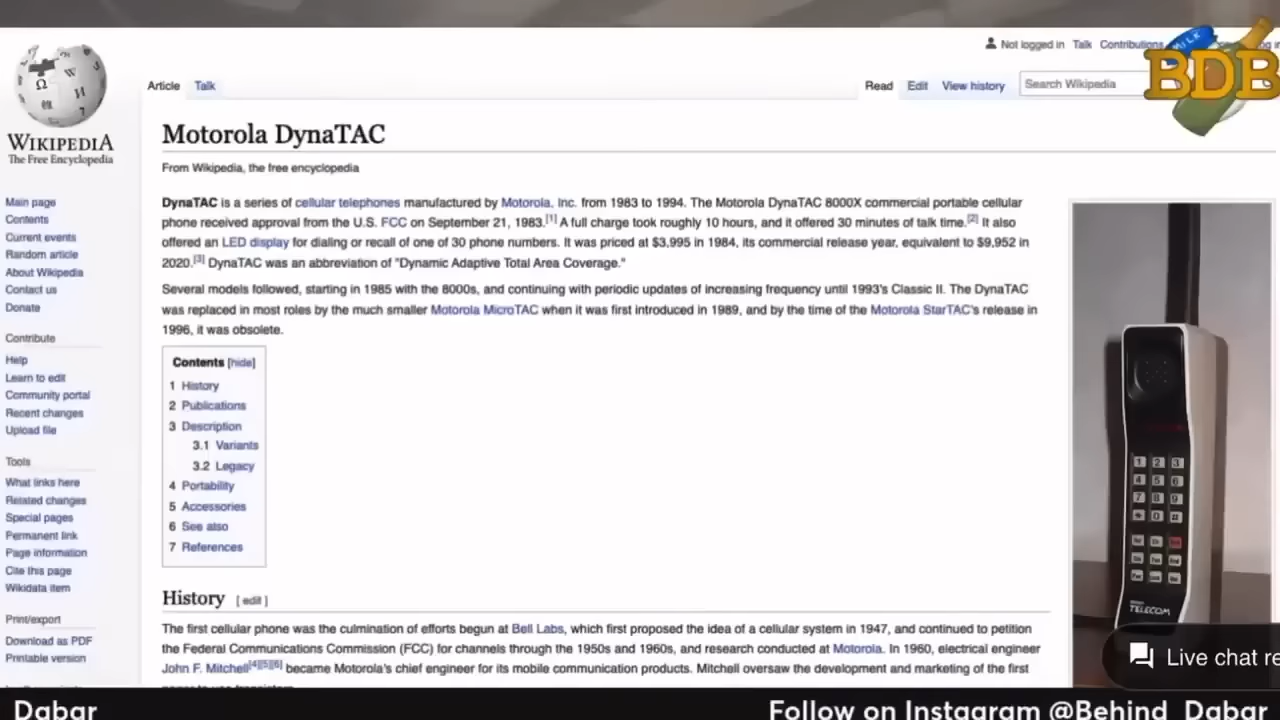 Not logged in Talk Contributions
BDB
MILK
WIKIPEDIA
The Free Encyclopedia
Article Talk
Read Edit View history Search Wikipedia
Motorola DynaTAC
From Wikipedia, the free encyclopedia
DynaTAC is a series of cellular telephones manufactured by Motorola, Inc. from 1983 to 1994. The Motorola DynaTAC 8000X commercial portable cellular
phone received approval from the U.S. FCC on September 21, 1983.[1] A full charge took roughly 10 hours, and it offered 30 minutes of talk time.[2] It also
offered an LED display for dialing or recall of one of 30 phone numbers. It was priced at $3,995 in 1984, its commercial release year, equivalent to $9,952 in
2020.[3] DynaTAC was an abbreviation of "Dynamic Adaptive Total Area Coverage."
Several models followed, starting in 1985 with the 8000s, and continuing with periodic updates of increasing frequency until 1993's Classic II. The DynaTAC
was replaced in most roles by the much smaller Motorola MicroTAC when it was first introduced in 1989, and by the time of the Motorola StarTAC's release in
1996, it was obsolete.
Contents [hide]
1 History
2 Publications
3 Description
3.1 Variants
3.2 Legacy
4 Portability
5 Accessories
6 See also
7 References
History [ edit ]
The first cellular phone was the culmination of efforts begun at Bell Labs, which first proposed the idea of a cellular system in 1947, and continued to petition
the Federal Communications Commission (FCC) for channels through the 1950s and 1960s, and research conducted at Motorola. In 1960, electrical engineer
John F. Mitchell[4][5][6] became Motorola's chief engineer for its mobile communication products. Mitchell oversaw the development and marketing of the first
Main page
Contents
Current events
Random article
About Wikipedia
Contact us
Donate
Contribute
Help
Learn to edit
Community portal
Recent changes
Upload file
Tools
What links here
Related changes
Special pages
Permanent link
Page information
Cite this page
Wikidata item
Print/export
Download as PDF
Printable version
1 2 3
4 5 6
7 8 9
* 0 #
TELECOM
Live chat re
Dabar
Follow on Instagram @Behind_Dabar